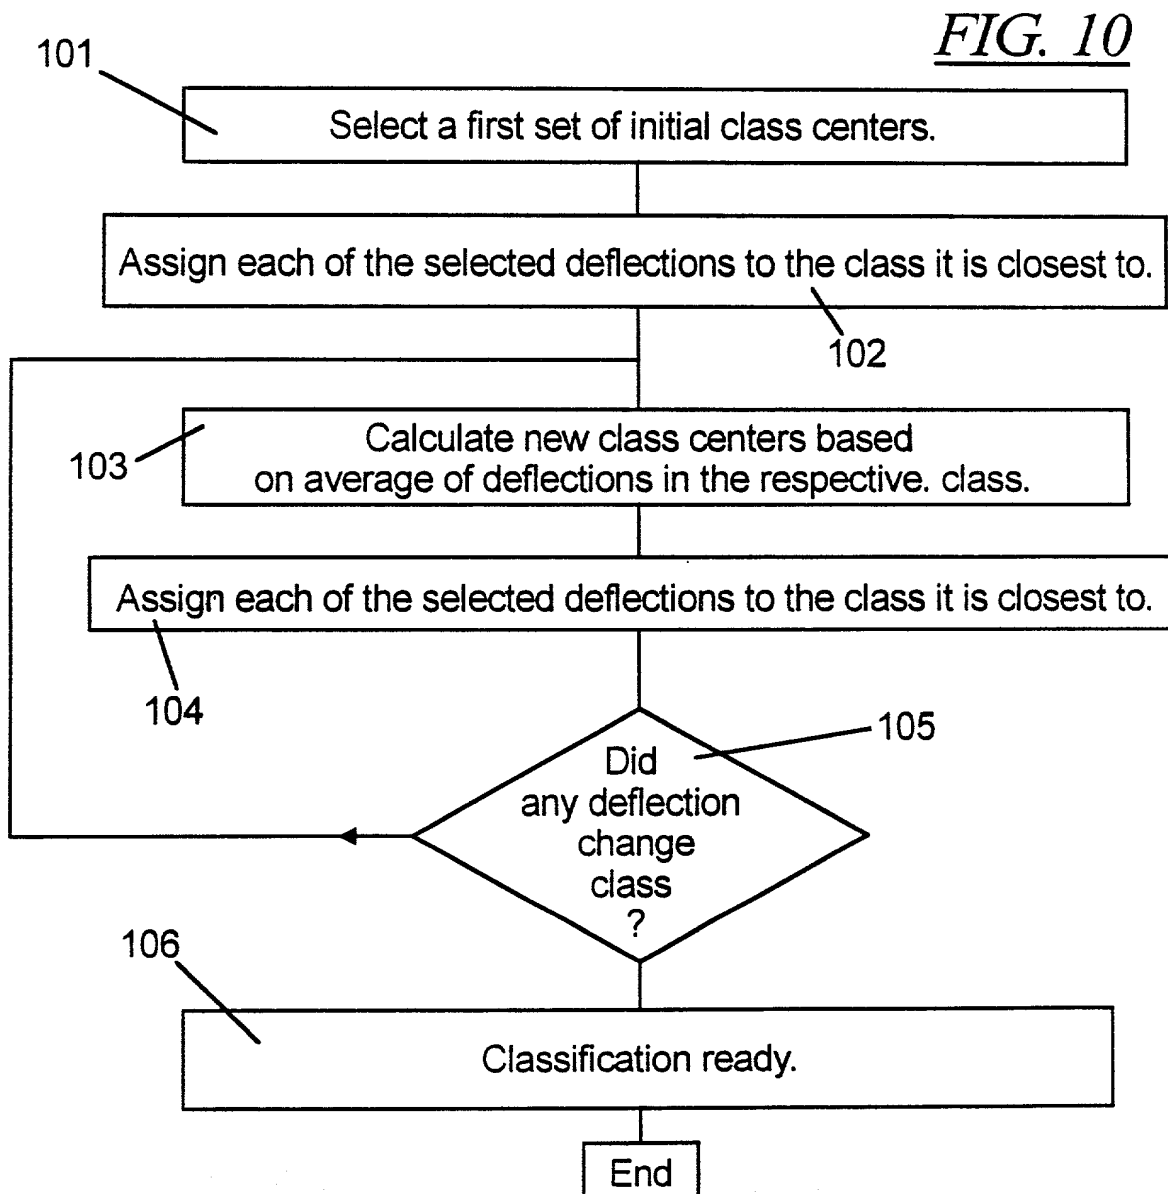 FIG. 10
101
Select a first set of initial class centers.
Assign each of the selected deflections to the class it is closest to.
102
103
Calculate new class centers based
on average of deflections in the respective. class.
Assign each of the selected deflections to the class it is closest to.
104
105
Did
any deflection
change
class
?
106
Classification ready.
End